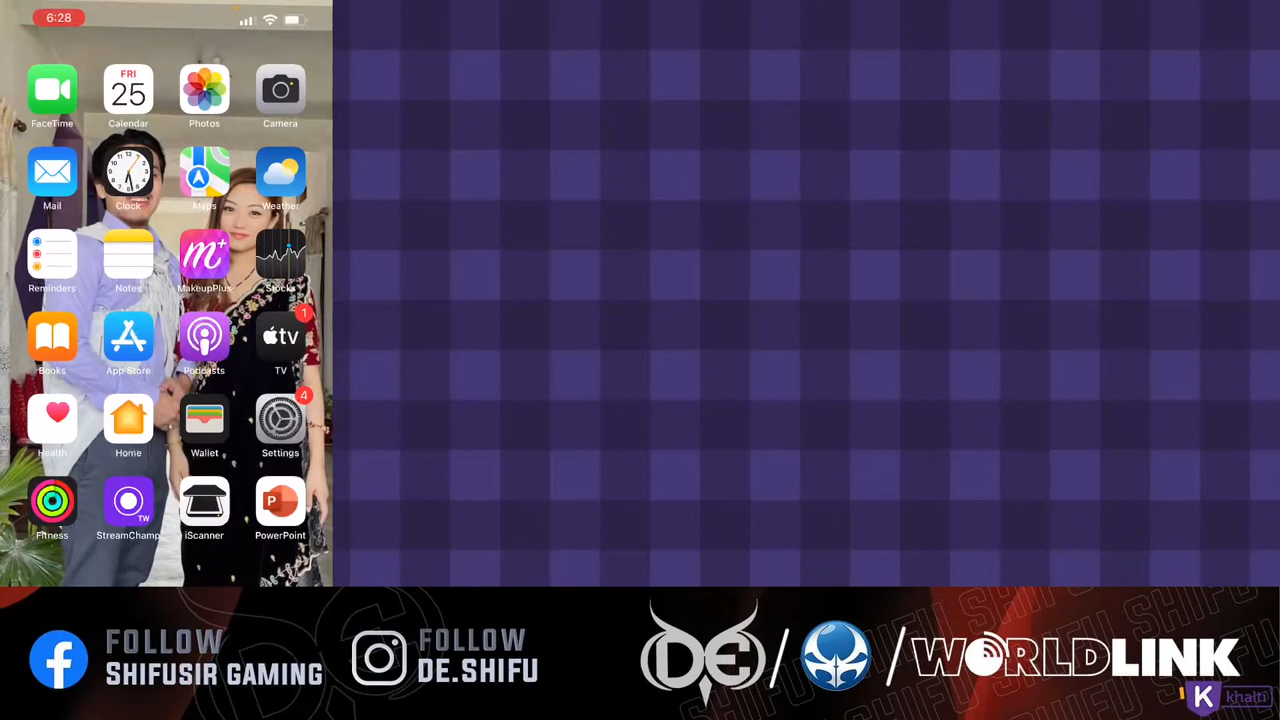 6:28
FRI
25
FaceTime
Calendar
Photos
Camera
Mail
Clock
Maps
Weather
Reminders
Notes
MakeupPlus
Stocks
1
tv
Books
App Store
Podcasts
TV
4
Health
Home
Wallet
Settings
TW
P
Fitness
StreamChamp
iScanner
PowerPoint
FOLLOW
SHIFUSIR GAMING
FOLLOW
DE.SHIFU
DE / / WORLDLINK
K khalti